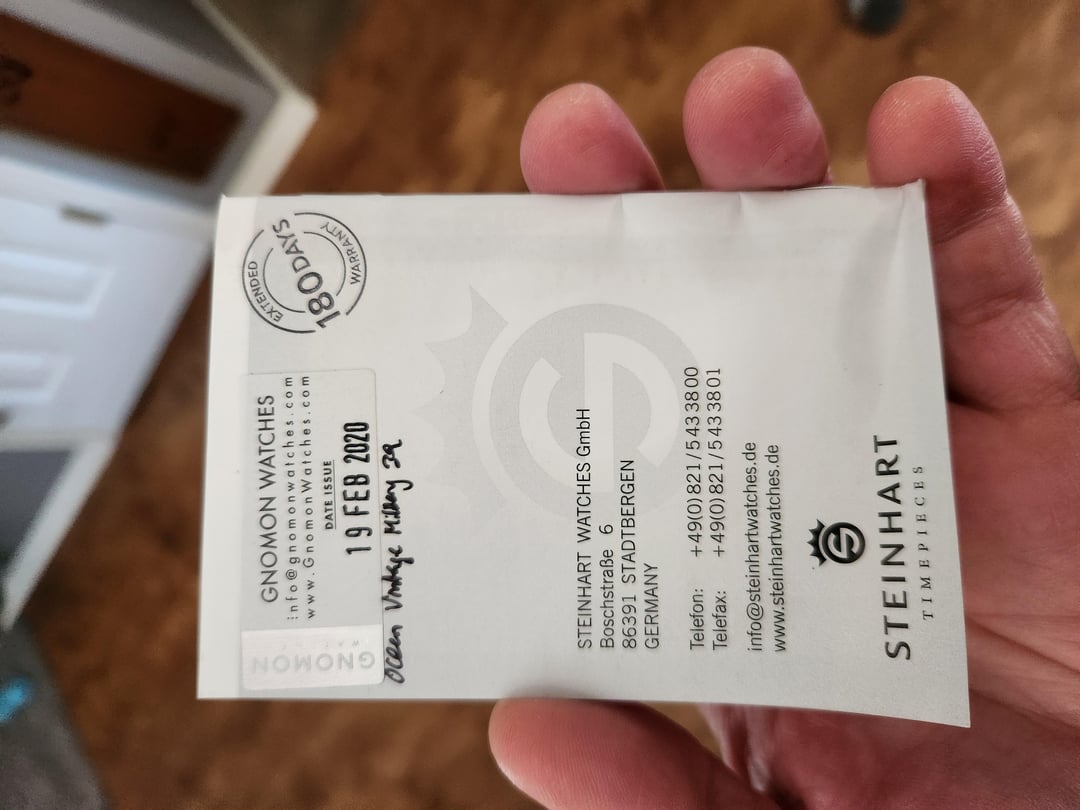 EXTENDED
180 DAYS
WARRANTY
GNOMON WATCHES
info@gnomonwatches.com
www.GnomonWatches.com
DATE ISSUE
19 FEB 2020
GNOMON
Ocean Vintage Military 39
STEINHART WATCHES GmbH
Boschstraße 6
86391 STADTBERGEN
GERMANY
Telefon: +49(0)821/5433800
Telefax: +49(0)821/5433801
info@steinhartwatches.de
www.steinhartwatches.de
STEINHART
TIMEPIECES